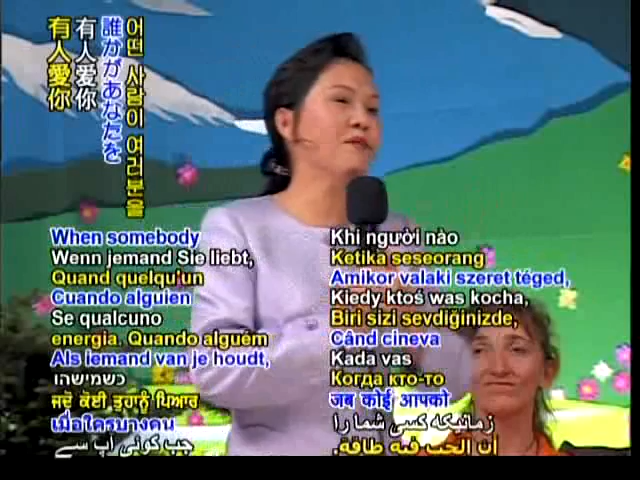 어떤 사람이 여러분을
誰かがあなたを
有人爱你
有人愛你
When somebody
Wenn jemand Sie liebt,
Quand quelqu'un
Cuando alguien
Se qualcuno
energia. Quando alguém
Als iemand van je houdt,
כשמישהו
ਜਦੋਂ ਕੋਈ ਤੁਹਾਨੂੰ ਪਿਆਰ
เมื่อใครบางคน
جب کوئی آپ سے
Khi người nào
Ketika seseorang
Amikor valaki szeret téged,
Kiedy ktoś was kocha,
Biri sizi sevdiğinizde,
Când cineva
Kada vas
Когда кто-то
जब कोई आपको
زمانیکه کسی شما را
أن الحب فيه طاقة.